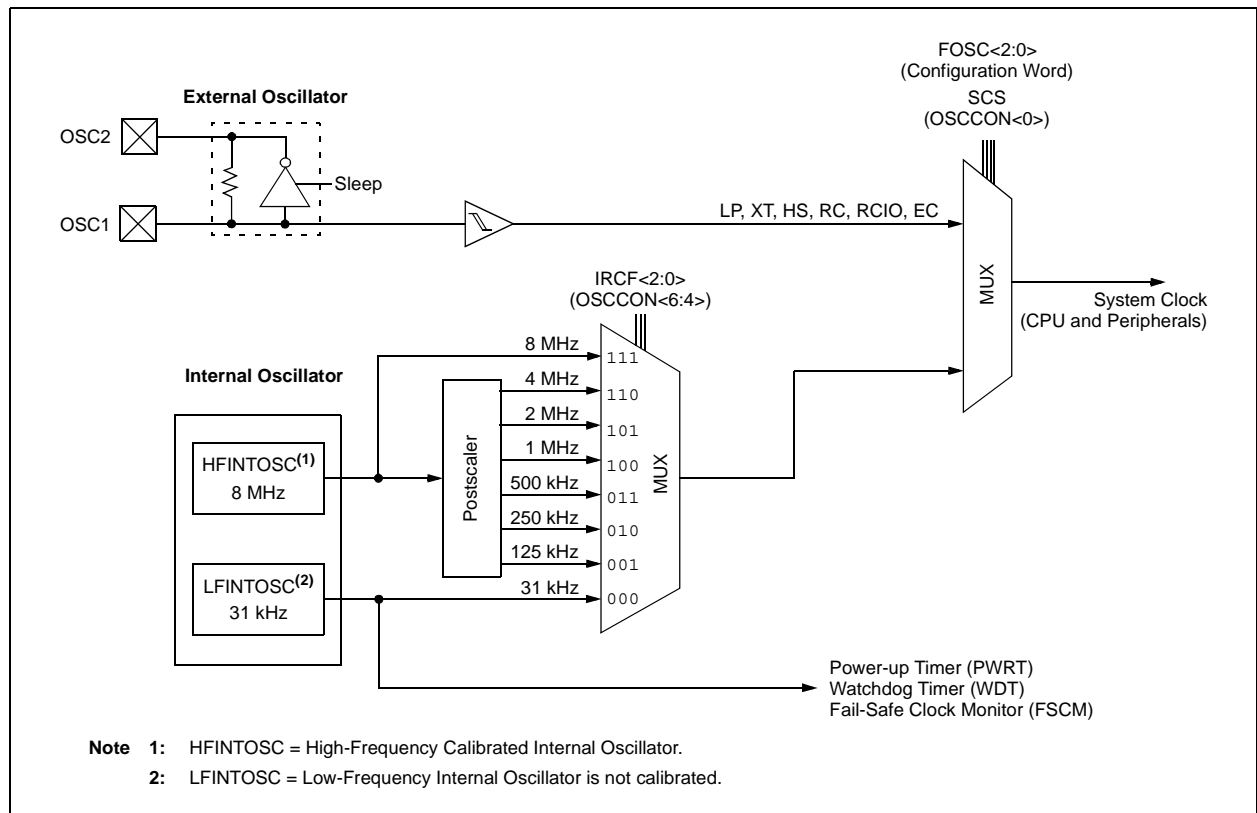 FOSC<2:0>
(Configuration Word)
SCS
(OSCCON<0>)
External Oscillator
OSC2
Sleep
OSC1
LP, XT, HS, RC, RCIO, EC
MUX
System Clock
(CPU and Peripherals)
IRCF<2:0>
(OSCCON<6:4>)
Internal Oscillator
HFINTOSC(1)
8 MHz
LFINTOSC(2)
31 kHz
Postscaler
8 MHz
4 MHz
2 MHz
1 MHz
500 kHz
250 kHz
125 kHz
31 kHz
111
110
101
100
011
010
001
000
MUX
Power-up Timer (PWRT)
Watchdog Timer (WDT)
Fail-Safe Clock Monitor (FSCM)
Note 1: HFINTOSC = High-Frequency Calibrated Internal Oscillator.
2: LFINTOSC = Low-Frequency Internal Oscillator is not calibrated.